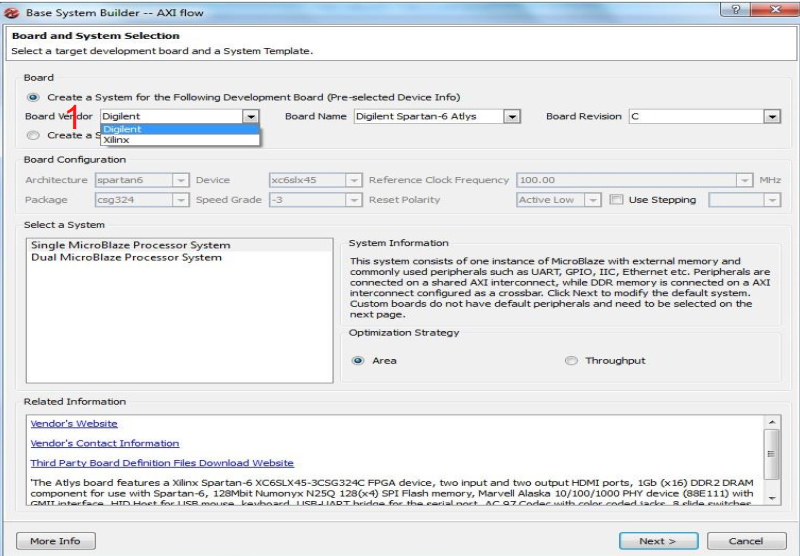 Base System Builder -- AXI flow
Board and System Selection
Select a target development board and a System Template.
Board
Create a System for the Following Development Board (Pre-selected Device Info)
1
Board Vendor Digilent Board Name Digilent Spartan-6 Atlys Board Revision C
Digilent
Xilinx
Create a S
Board Configuration
Architecture spartan6 Device xc6slx45 Reference Clock Frequency 100.00 MHz
Package csg324 Speed Grade -3 Reset Polarity Active Low Use Stepping
Select a System
Single MicroBlaze Processor System
Dual MicroBlaze Processor System
System Information
This system consists of one instance of MicroBlaze with external memory and
commonly used peripherals such as UART, GPIO, IIC, Ethernet etc. Peripherals are
connected on a shared AXI interconnect, while DDR memory is connected on a AXI
interconnect configured as a crossbar. Click Next to modify the default system.
Custom boards do not have default peripherals and need to be selected on the
next page.
Optimization Strategy
Area Throughput
Related Information
Vendor's Website
Vendor's Contact Information
Third Party Board Definition Files Download Website
'The Atlys board features a Xilinx Spartan-6 XC6SLX45-3CSG324C FPGA device, two input and two output HDMI ports, 1Gb (x16) DDR2 DRAM
component for use with Spartan-6, 128Mbit Numonyx N25Q 128(x4) SPI Flash memory, Marvell Alaska 10/100/1000 PHY device (88E111) with
GMII interface, HID Host for USB mouse, keyboard, USB-UART bridge for the serial port, AC 97 Codec with color coded jacks, 8 slide switches,
More Info Next > Cancel